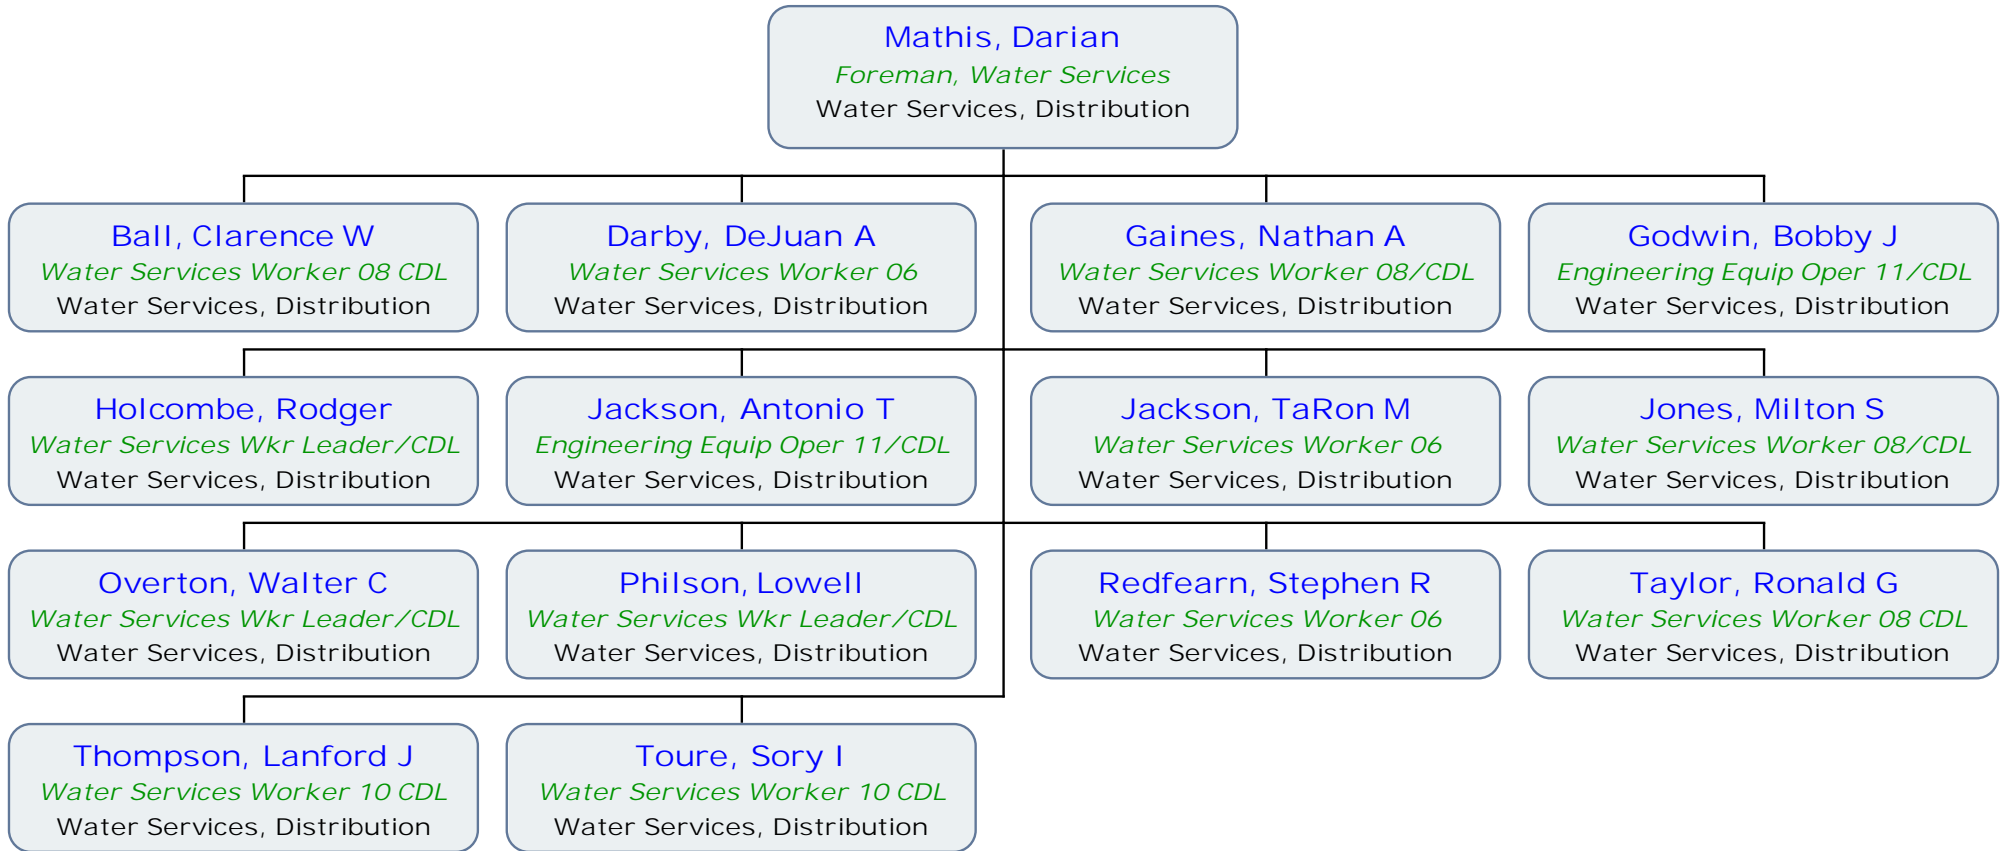 Mathis, Darian
Foreman, Water Services
Water Services, Distribution
Ball, Clarence W
Water Services Worker 08 CDL
Water Services, Distribution
Darby, DeJuan A
Water Services Worker 06
Water Services, Distribution
Gaines, Nathan A
Water Services Worker 08/CDL
Water Services, Distribution
Godwin, Bobby J
Engineering Equip Oper 11/CDL
Water Services, Distribution
Holcombe, Rodger
Water Services Wkr Leader/CDL
Water Services, Distribution
Jackson, Antonio T
Engineering Equip Oper 11/CDL
Water Services, Distribution
Jackson, TaRon M
Water Services Worker 06
Water Services, Distribution
Jones, Milton S
Water Services Worker 08/CDL
Water Services, Distribution
Overton, Walter C
Water Services Wkr Leader/CDL
Water Services, Distribution
Philson, Lowell
Water Services Wkr Leader/CDL
Water Services, Distribution
Redfearn, Stephen R
Water Services Worker 06
Water Services, Distribution
Taylor, Ronald G
Water Services Worker 08 CDL
Water Services, Distribution
Thompson, Lanford J
Water Services Worker 10 CDL
Water Services, Distribution
Toure, Sory I
Water Services Worker 10 CDL
Water Services, Distribution